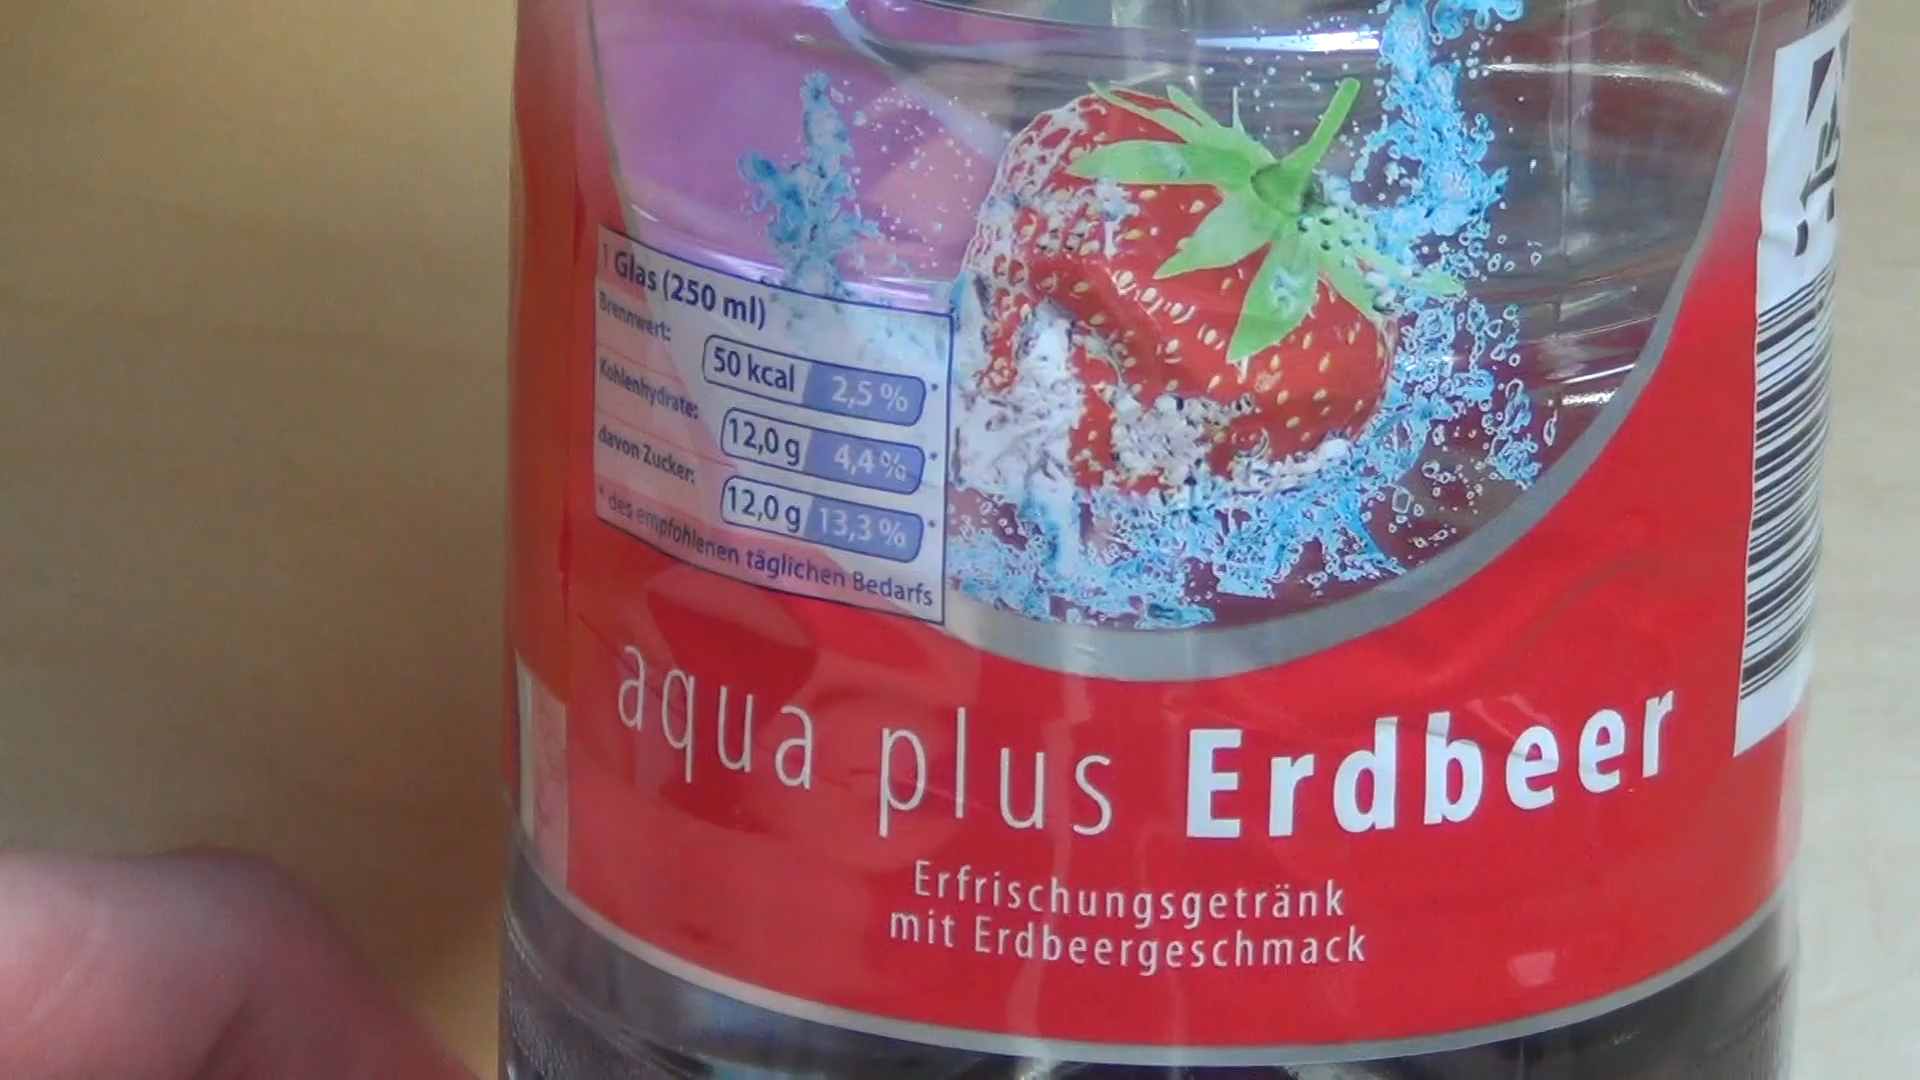 1 Glas (250 ml)
Brennwert:
50 kcal 2,5 % *
Kohlenhydrate:
12,0 g 4,4 % *
davon Zucker:
12,0 g 13,3 % *
* des empfohlenen täglichen Bedarfs
aqua plus Erdbeer
Erfrischungsgetränk
mit Erdbeergeschmack